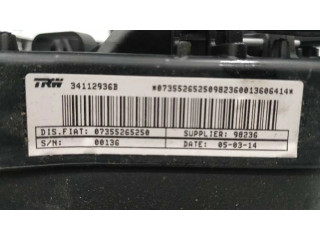 TRW 34112936B
*07355265250982360013606414*
DIS.FIAT: 07355265250 SUPPLIER: 98236
S/N: 00136 DATE: 05-03-14